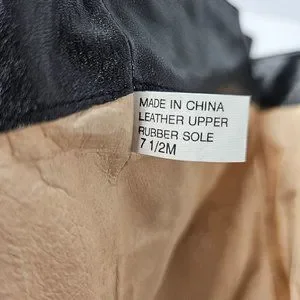 MADE IN CHINA
LEATHER UPPER
RUBBER SOLE
7 1/2M